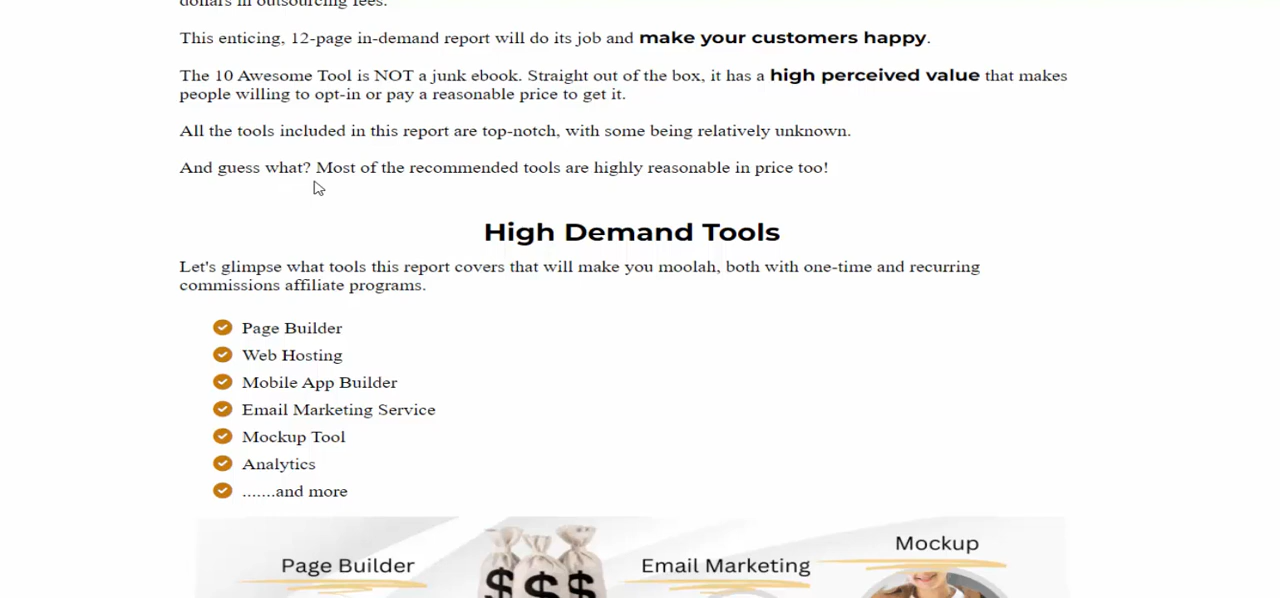 dollars in outsourcing fees.
This enticing, 12-page in-demand report will do its job and make your customers happy.
The 10 Awesome Tool is NOT a junk ebook. Straight out of the box, it has a high perceived value that makes
people willing to opt-in or pay a reasonable price to get it.
All the tools included in this report are top-notch, with some being relatively unknown.
And guess what? Most of the recommended tools are highly reasonable in price too!
High Demand Tools
Let's glimpse what tools this report covers that will make you moolah, both with one-time and recurring
commissions affiliate programs.
Page Builder
Web Hosting
Mobile App Builder
Email Marketing Service
Mockup Tool
Analytics
.......and more
Page Builder
$ $ $
Email Marketing
Mockup